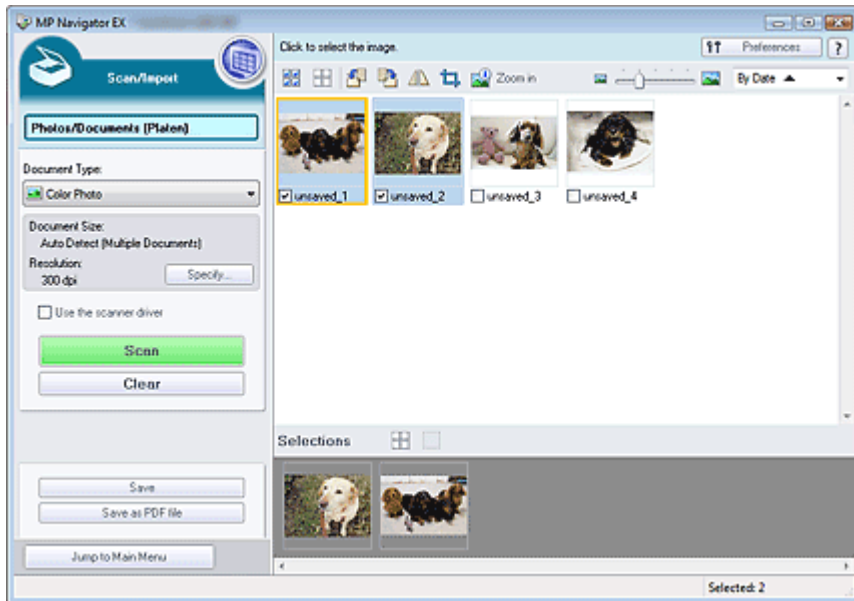 MP Navigator EX
Scan/Import
Photos/Documents (Platen)
Document Type:
Color Photo
Document Size:
Auto Detect (Multiple Documents)
Resolution:
300 dpi
Specify...
Use the scanner driver
Scan
Clear
Save
Save as PDF file
Jump to Main Menu
Click to select the image.
Preferences
?
Zoom in
By Date
unsaved_1
unsaved_2
unsaved_3
unsaved_4
Selections
Selected: 2